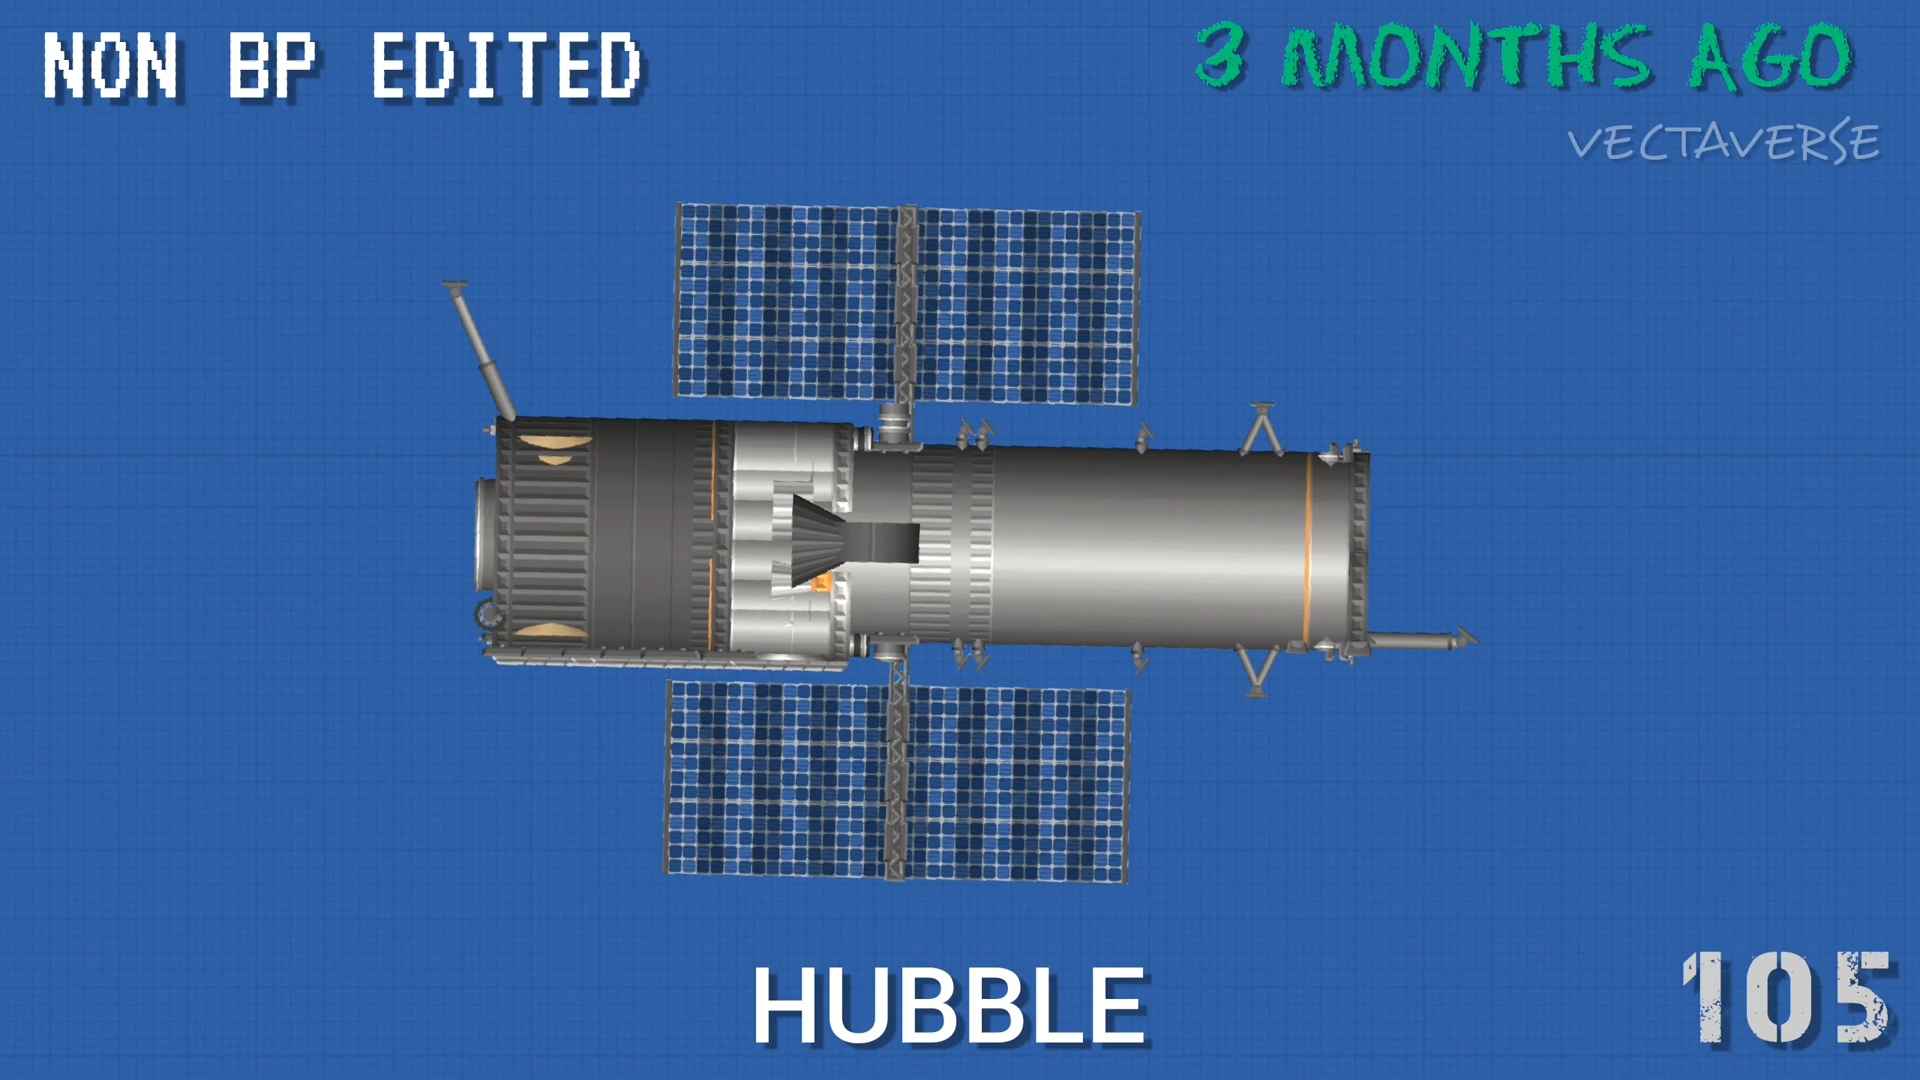 NON BP EDITED
3 MONTHS AGO
VECTAVERSE
HUBBLE
105